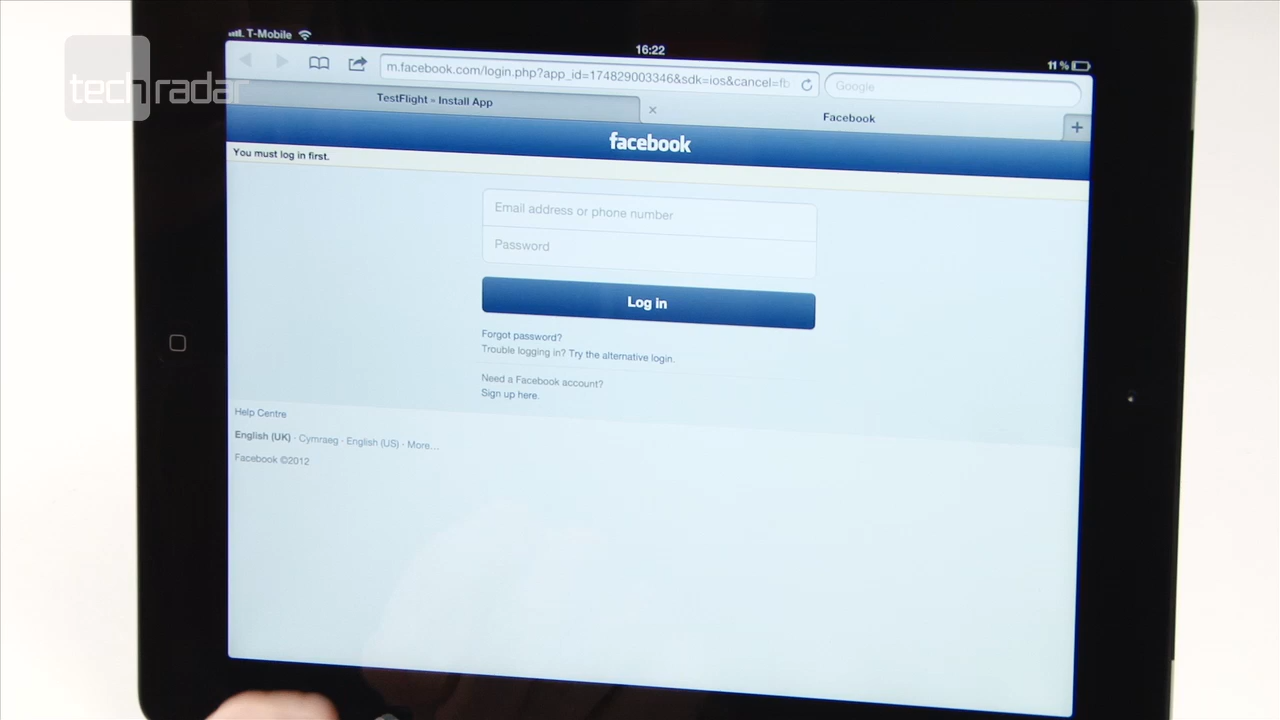 T-Mobile
16:22
11 %
techradar
m.facebook.com/login.php?app_id=174829003346&sdk=ios&cancel=fb
Google
TestFlight » Install App
Facebook
facebook
You must log in first.
Email address or phone number
Password
Log in
Forgot password?
Trouble logging in? Try the alternative login.
Need a Facebook account?
Sign up here.
Help Centre
English (UK) · Cymraeg · English (US) · More…
Facebook ©2012